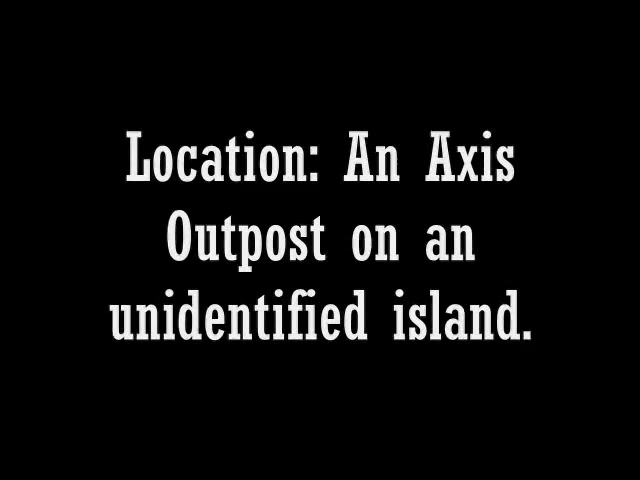 Location: An Axis
Outpost on an
unidentified island.